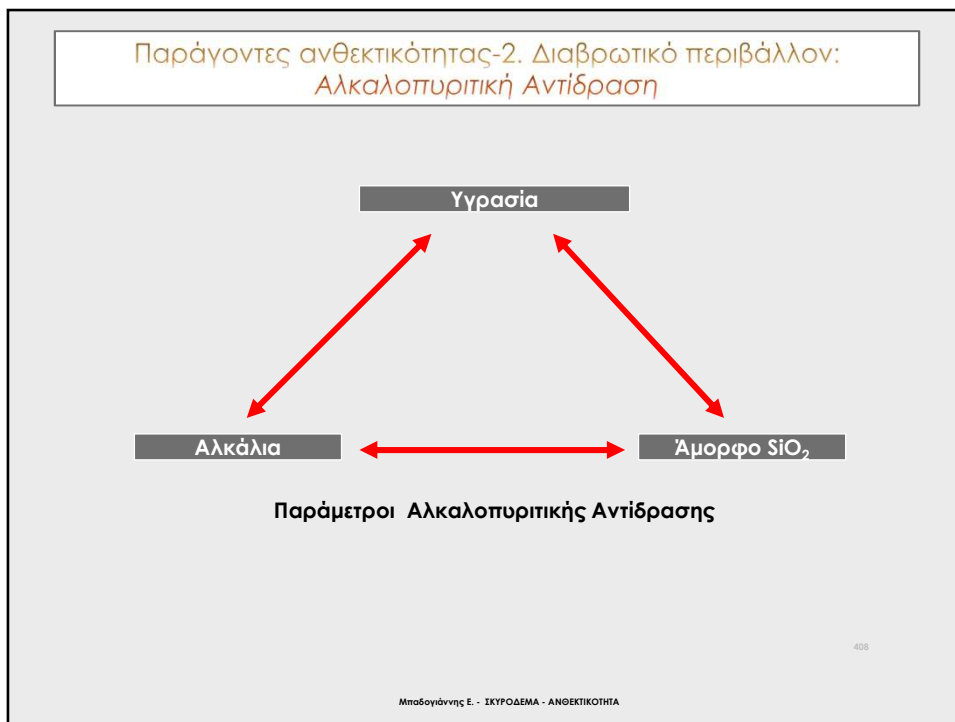 Παράγοντες ανθεκτικότητας-2. Διαβρωτικό περιβάλλον:
Αλκαλοπυριτική Αντίδραση
Υγρασία
Αλκάλια
Άμορφο SiO₂
Παράμετροι Αλκαλοπυριτικής Αντίδρασης
408
Μπαδογιάννης Ε. - ΣΚΥΡΟΔΕΜΑ - ΑΝΘΕΚΤΙΚΟΤΗΤΑ